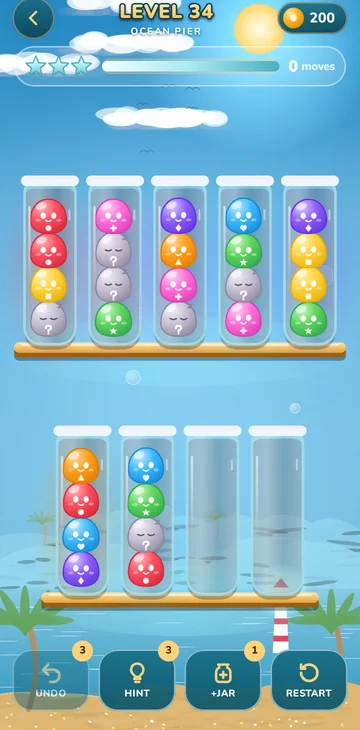 LEVEL 34
OCEAN PIER
200
0 moves
?
?
?
?
?
?
?
3
3
1
UNDO
HINT
+JAR
RESTART